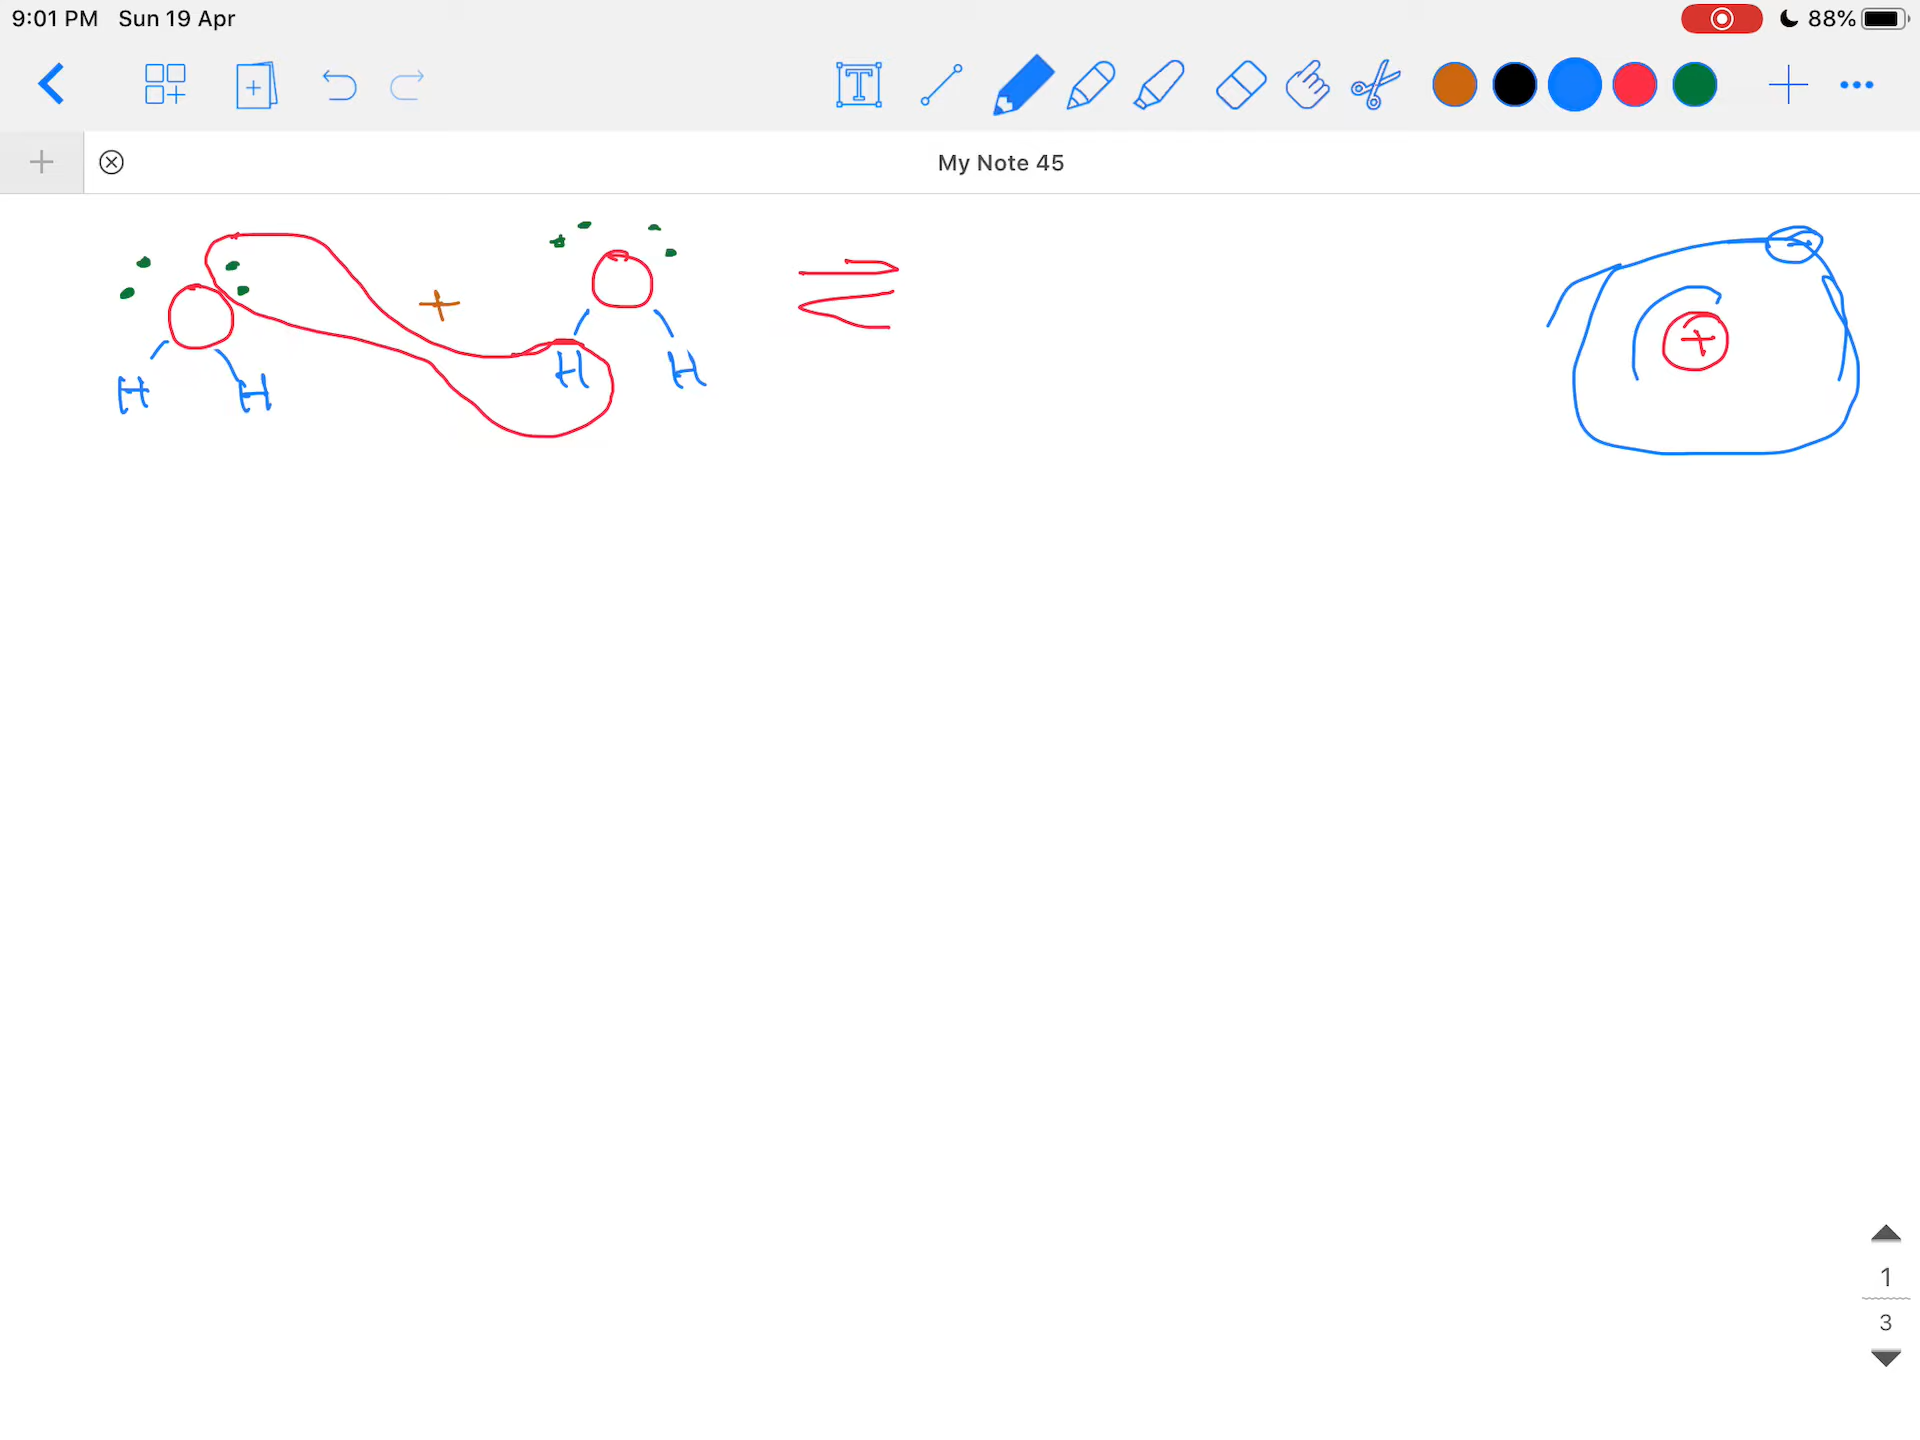 9:01 PM Sun 19 Apr 88%
T
My Note 45
O + O ⇌ +
H H H H
1
3